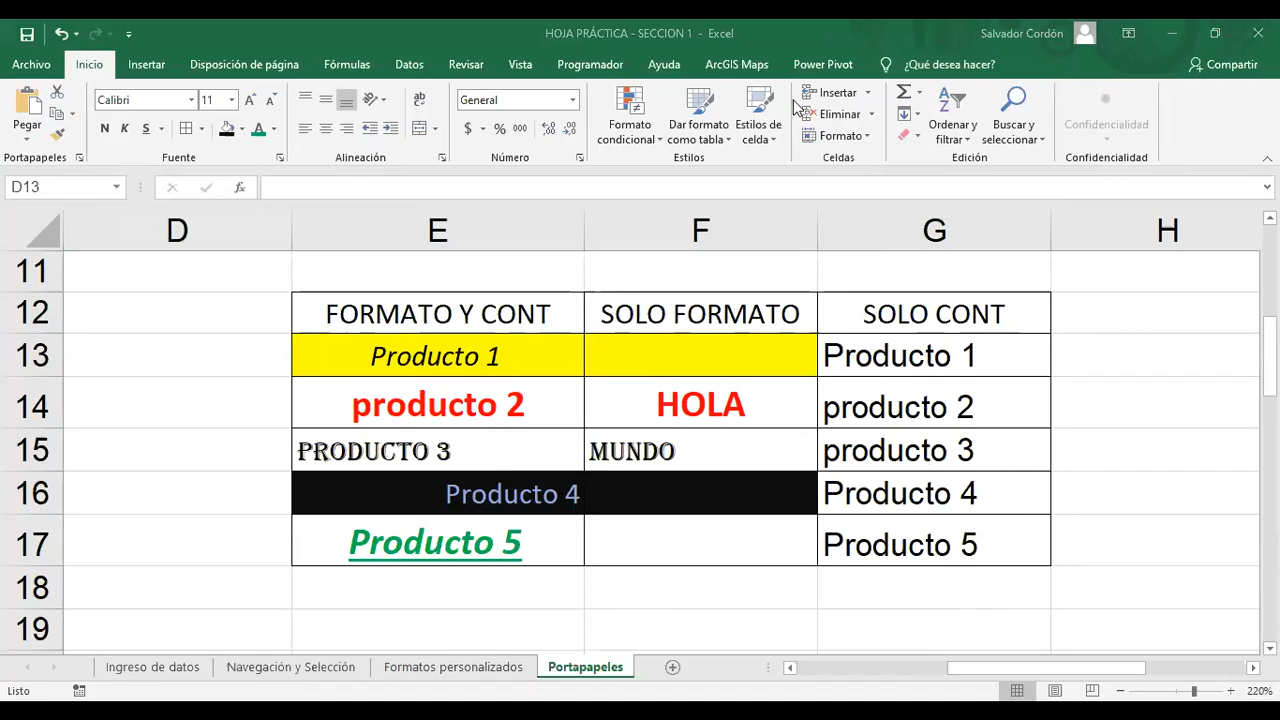 HOJA PRÁCTICA - SECCION 1 - Excel
Salvador Cordón
Archivo Inicio Insertar Disposición de página Fórmulas Datos Revisar Vista Programador Ayuda ArcGIS Maps Power Pivot ¿Qué desea hacer? Compartir
Pegar
Calibri 11
N K S
General
$ % 000
Formato condicional
Dar formato como tabla
Estilos de celda
Insertar
Eliminar
Formato
Ordenar y filtrar
Buscar y seleccionar
Confidencialidad
Portapapeles Fuente Alineación Número Estilos Celdas Edición Confidencialidad
D13 fx
D E F G H
11
12 FORMATO Y CONT SOLO FORMATO SOLO CONT
13 Producto 1 Producto 1
14 producto 2 HOLA producto 2
15 PRODUCTO 3 MUNDO producto 3
16 Producto 4 Producto 4
17 Producto 5 Producto 5
18
19
Ingreso de datos Navegación y Selección Formatos personalizados Portapapeles
Listo 220%